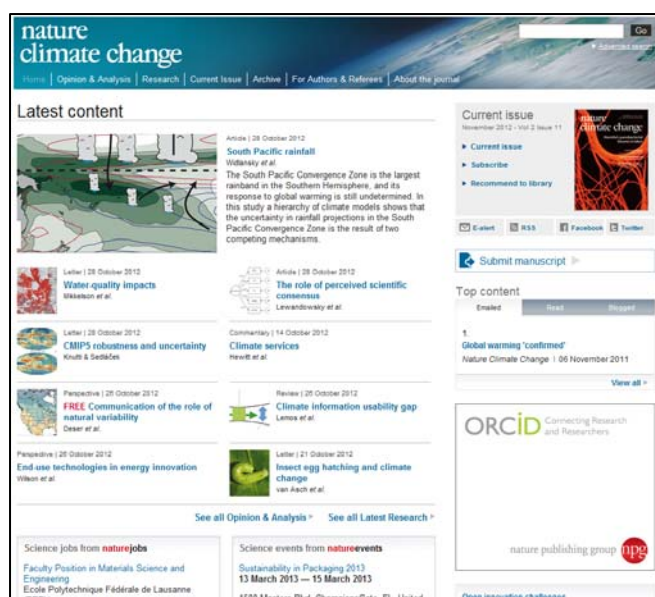 nature
climate change
Go
Advanced search
Home | Opinion & Analysis | Research | Current Issue | Archive | For Authors & Referees | About the journal
Latest content
Article | 28 October 2012
South Pacific rainfall
Widlansky et al.
The South Pacific Convergence Zone is the largest
rainband in the Southern Hemisphere, and its
response to global warming is still undetermined. In
this study a hierarchy of climate models shows that
the uncertainty in rainfall projections in the South
Pacific Convergence Zone is the result of two
competing mechanisms.
Letter | 28 October 2012
Water-quality impacts
Mikkelson et al.
Article | 28 October 2012
The role of perceived scientific
consensus
Lewandowsky et al.
Letter | 28 October 2012
CMIP5 robustness and uncertainty
Knutti & Sedláček
Commentary | 14 October 2012
Climate services
Hewitt et al.
Perspective | 26 October 2012
FREE Communication of the role of
natural variability
Deser et al.
Review | 26 October 2012
Climate information usability gap
Lemos et al.
Perspective | 26 October 2012
End-use technologies in energy innovation
Wilson et al.
Letter | 21 October 2012
Insect egg hatching and climate
change
van Asch et al.
See all Opinion & Analysis
See all Latest Research
Science jobs from naturejobs
Faculty Position in Materials Science and
Engineering
Ecole Polytechnique Fédérale de Lausanne
Science events from natureevents
Sustainability in Packaging 2013
13 March 2013 — 15 March 2013
Current issue
November 2012 - Vol 2 Issue 11
Current issue
Subscribe
Recommend to library
nature
climate change
E-alert
RSS
Facebook
Twitter
Submit manuscript
Top content
Emailed
Read
Blogged
1.
Global warming 'confirmed'
Nature Climate Change | 06 November 2011
View all
ORCiD
Connecting Research
and Researchers
nature publishing group npg
Open innovation challenges